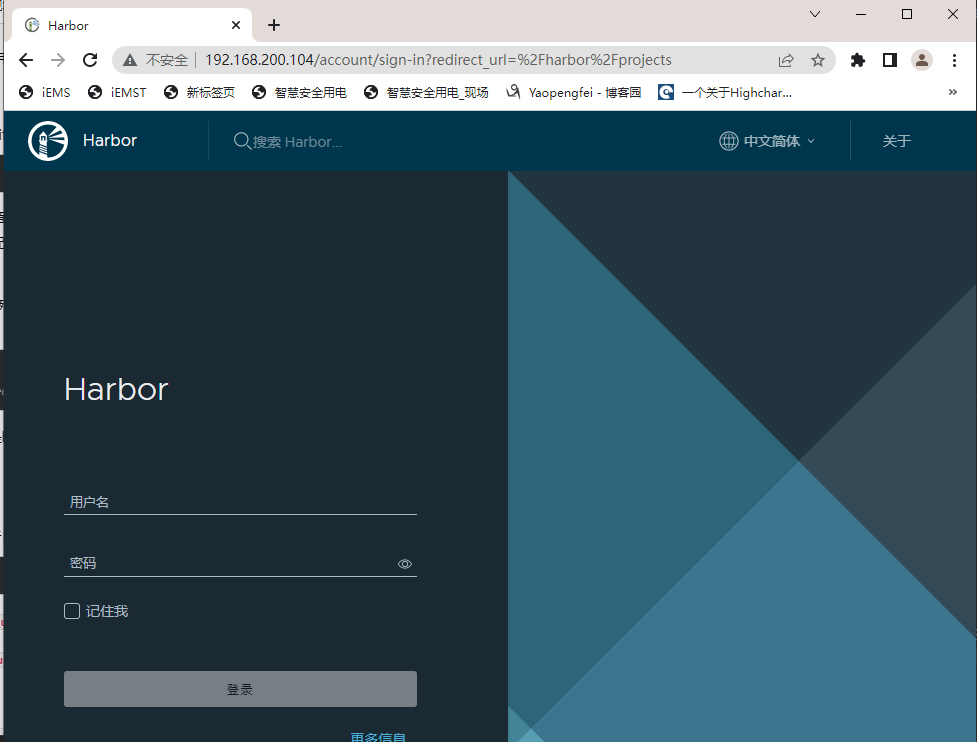 Harbor
不安全 192.168.200.104/account/sign-in?redirect_url=%2Fharbor%2Fprojects
iEMS iEMST 新标签页 智慧安全用电 智慧安全用电_现场 Yaopengfei - 博客园 一个关于Highchar... »
Harbor 搜索 Harbor... 中文简体 关于
Harbor
用户名
密码
记住我
登录
更多信息